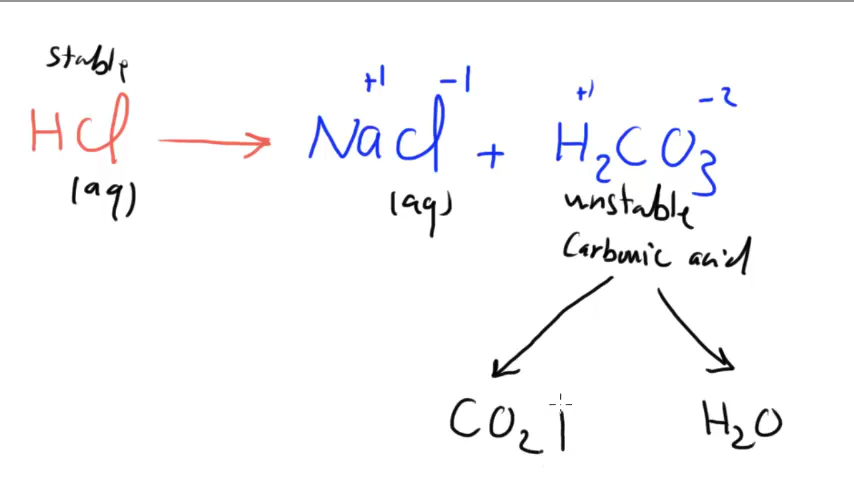 stable
+1 -1 +1 -2
HCl → NaCl + H₂CO₃
(aq) (aq) unstable
Carbonic acid
CO₂ H₂O